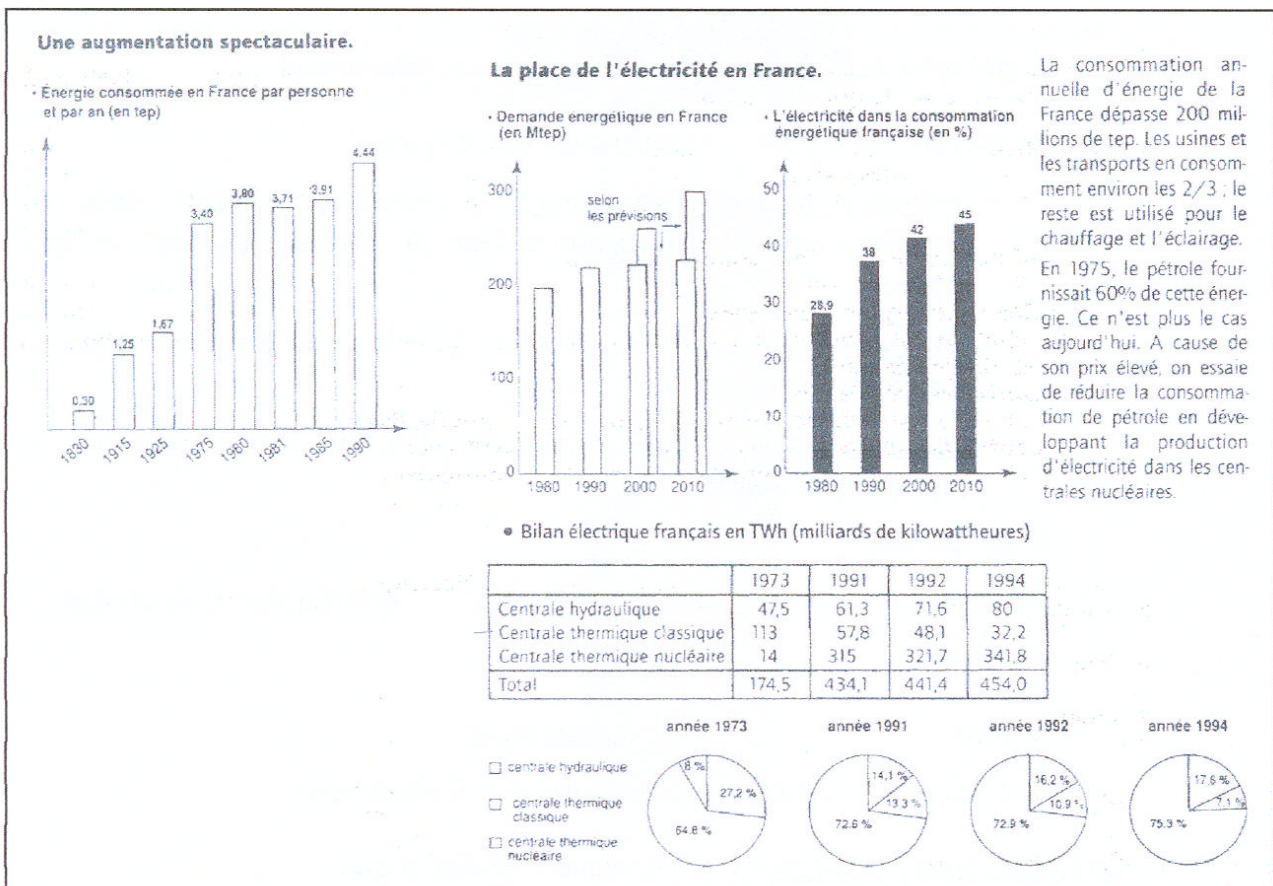 Une augmentation spectaculaire.
· Énergie consommée en France par personne
et par an (en tep)
4,44
3,91
3,80
3,71
3,40
1,67
1,25
0,30
1830 1915 1925 1975 1960 1981 1985 1990
La place de l'électricité en France.
· Demande énergétique en France
(en Mtep)
300
200
100
0
selon
les prévisions
1980 1990 2000 2010
· L'électricité dans la consommation
énergétique française (en %)
50
40
30
20
10
0
28,9
38
42
45
1980 1990 2000 2010
La consommation an-
nuelle d'énergie de la
France dépasse 200 mil-
lions de tep. Les usines et
les transports en consom-
ment environ les 2/3 ; le
reste est utilisé pour le
chauffage et l'éclairage.
En 1975, le pétrole four-
nissait 60% de cette éner-
gie. Ce n'est plus le cas
aujourd'hui. A cause de
son prix élevé, on essaie
de réduire la consomma-
tion de pétrole en déve-
loppant la production
d'électricité dans les cen-
trales nucléaires.
• Bilan électrique français en TWh (milliards de kilowattheures)
1973 1991 1992 1994
Centrale hydraulique 47,5 61,3 71,6 80
Centrale thermique classique 113 57,8 48,1 32,2
Centrale thermique nucléaire 14 315 321,7 341,8
Total 174,5 434,1 441,4 454,0
année 1973 année 1991 année 1992 année 1994
centrale hydraulique
centrale thermique
classique
centrale thermique
nucléaire
8 %
27,2 %
64.8 %
14,1 %
13.3 %
72.6 %
16,2 %
10,9 %
72.9 %
17,6 %
7,1 %
75.3 %